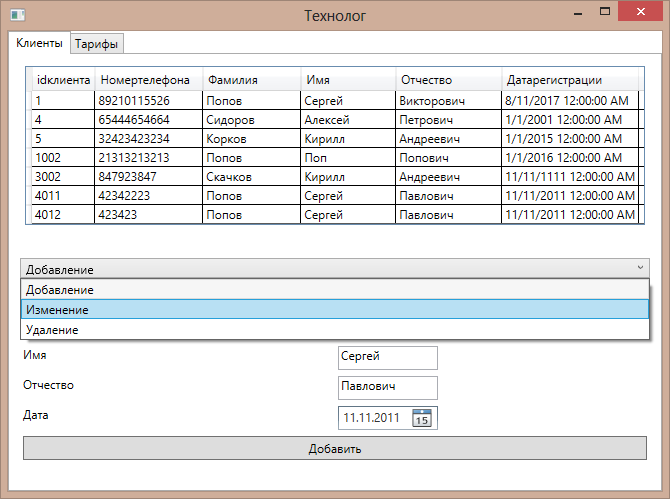 Технолог
Клиенты Тарифы
idклиента Номертелефона Фамилия Имя Отчество Датарегистрации
1 89210115526 Попов Сергей Викторович 8/11/2017 12:00:00 AM
4 65444654664 Сидоров Алексей Петрович 1/1/2001 12:00:00 AM
5 32423423234 Корков Кирилл Андреевич 1/1/2015 12:00:00 AM
1002 21313213213 Попов Поп Попович 1/1/2016 12:00:00 AM
3002 847923847 Скачков Кирилл Андреевич 11/11/1111 12:00:00 AM
4011 42342223 Попов Сергей Павлович 11/11/2011 12:00:00 AM
4012 423423 Попов Сергей Павлович 11/11/2011 12:00:00 AM
Добавление
Добавление
Изменение
Удаление
Имя Сергей
Отчество Павлович
Дата 11.11.2011 15
Добавить